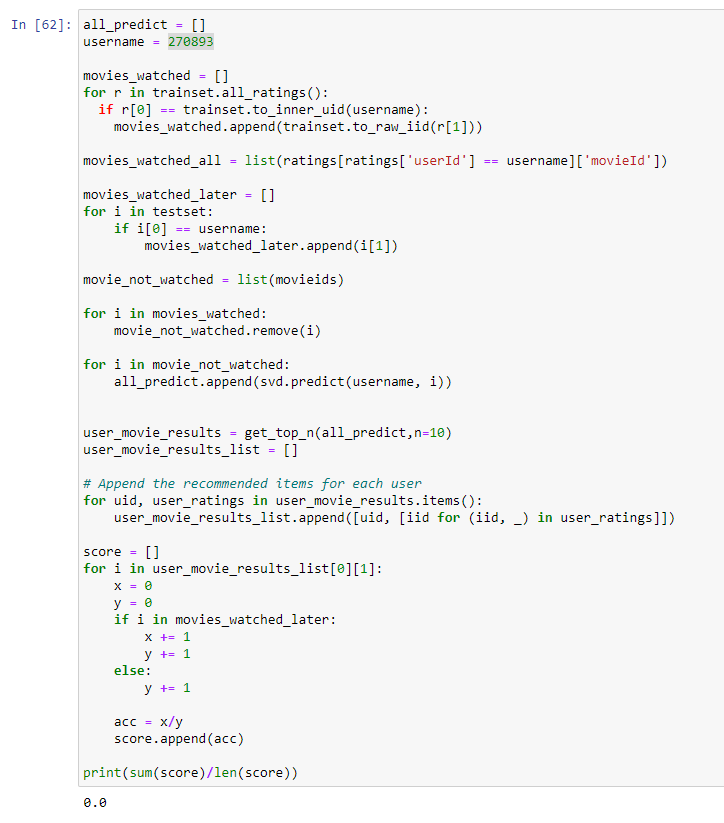 In [62]: all_predict = []
username = 270893

movies_watched = []
for r in trainset.all_ratings():
  if r[0] == trainset.to_inner_uid(username):
    movies_watched.append(trainset.to_raw_iid(r[1]))

movies_watched_all = list(ratings[ratings['userId'] == username]['movieId'])

movies_watched_later = []
for i in testset:
    if i[0] == username:
        movies_watched_later.append(i[1])

movie_not_watched = list(movieids)

for i in movies_watched:
    movie_not_watched.remove(i)

for i in movie_not_watched:
    all_predict.append(svd.predict(username, i))


user_movie_results = get_top_n(all_predict,n=10)
user_movie_results_list = []

# Append the recommended items for each user
for uid, user_ratings in user_movie_results.items():
    user_movie_results_list.append([uid, [iid for (iid, _) in user_ratings]])

score = []
for i in user_movie_results_list[0][1]:
    x = 0
    y = 0
    if i in movies_watched_later:
        x += 1
        y += 1
    else:
        y += 1

    acc = x/y
    score.append(acc)

print(sum(score)/len(score))
0.0